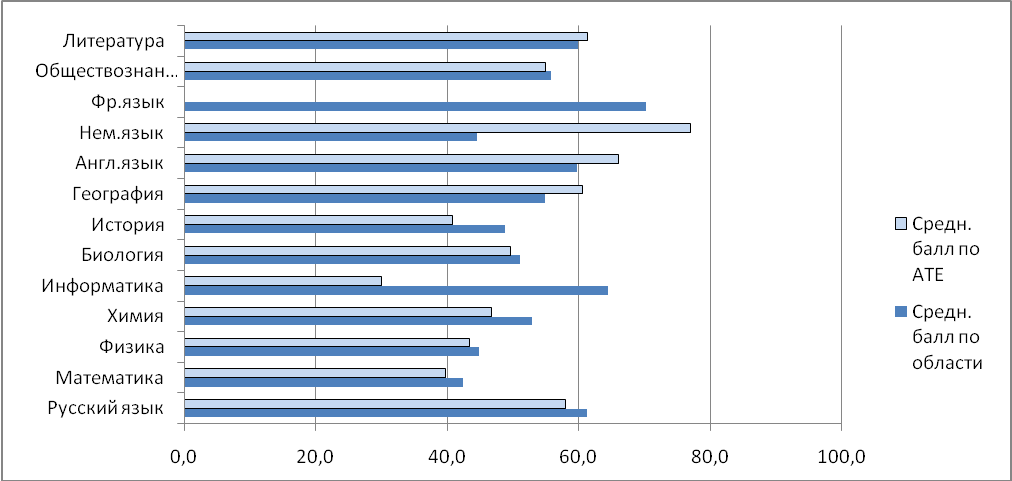 Литература
Обществознан...
Фр.язык
Нем.язык
Англ.язык
География
История
Биология
Информатика
Химия
Физика
Математика
Русский язык
0,0 20,0 40,0 60,0 80,0 100,0
Средн.
балл по
АТЕ
Средн.
балл по
области